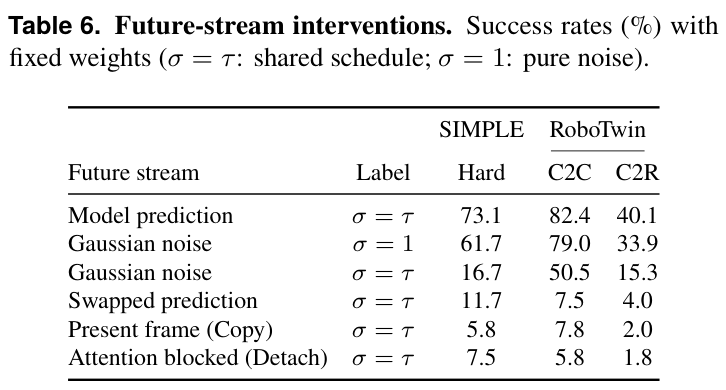 Table 6. Future-stream interventions. Success rates (%) with
fixed weights (σ = τ: shared schedule; σ = 1: pure noise).
SIMPLE RoboTwin
Future stream Label Hard C2C C2R
Model prediction σ = τ 73.1 82.4 40.1
Gaussian noise σ = 1 61.7 79.0 33.9
Gaussian noise σ = τ 16.7 50.5 15.3
Swapped prediction σ = τ 11.7 7.5 4.0
Present frame (Copy) σ = τ 5.8 7.8 2.0
Attention blocked (Detach) σ = τ 7.5 5.8 1.8